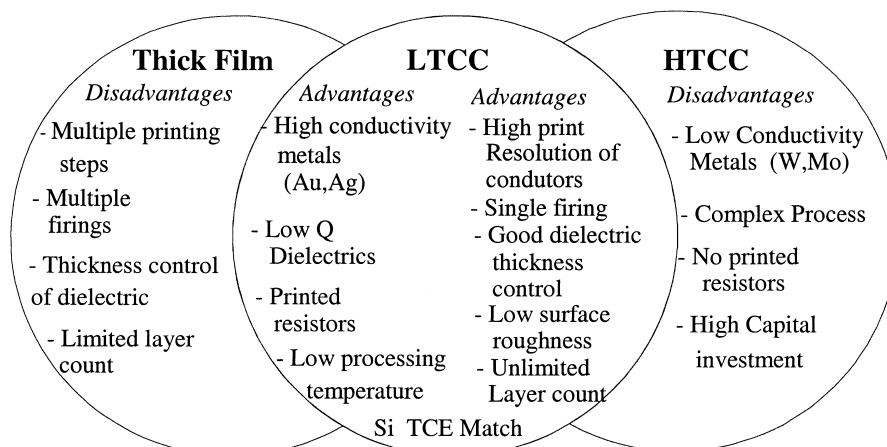 Thick Film
Disadvantages
- Multiple printing
steps
- Multiple
firings
- Thickness control
of dielectric
- Limited layer
count
LTCC
Advantages
- High conductivity
metals
(Au,Ag)
- Low Q
Dielectrics
- Printed
resistors
- Low processing
temperature
Advantages
- High print
Resolution of
condutors
- Single firing
- Good dielectric
thickness
control
- Low surface
roughness
- Unlimited
Layer count
Si TCE Match
HTCC
Disadvantages
- Low Conductivity
Metals (W,Mo)
- Complex Process
- No printed
resistors
- High Capital
investment